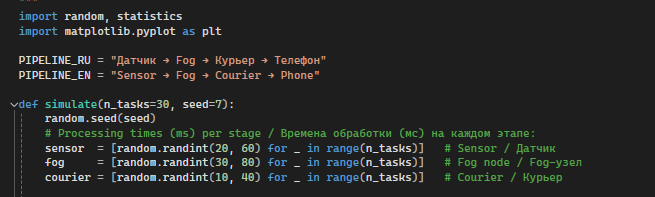 """
import random, statistics
import matplotlib.pyplot as plt
PIPELINE_RU = "Датчик → Fog → Курьер → Телефон"
PIPELINE_EN = "Sensor → Fog → Courier → Phone"
def simulate(n_tasks=30, seed=7):
random.seed(seed)
# Processing times (ms) per stage / Времена обработки (мс) на каждом этапе:
sensor = [random.randint(20, 60) for _ in range(n_tasks)] # Sensor / Датчик
fog = [random.randint(30, 80) for _ in range(n_tasks)] # Fog node / Fog-узел
courier = [random.randint(10, 40) for _ in range(n_tasks)] # Courier / Курьер